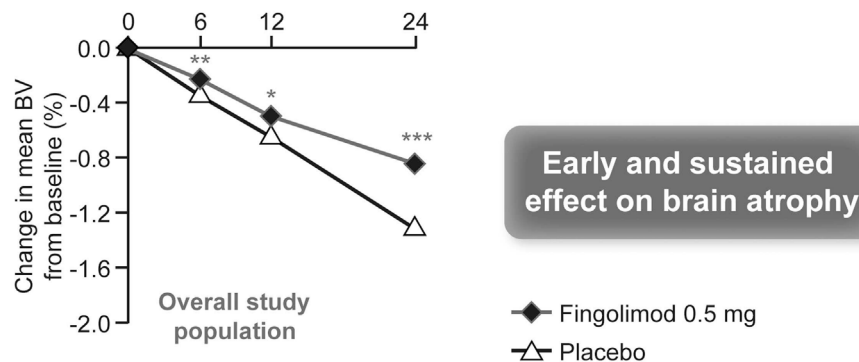 0 6 12 24
0.0
-0.4
-0.8
-1.2
-1.6
-2.0
Change in mean BV
from baseline (%)
**
*
***
Overall study
population
Early and sustained
effect on brain atrophy
Fingolimod 0.5 mg
Placebo